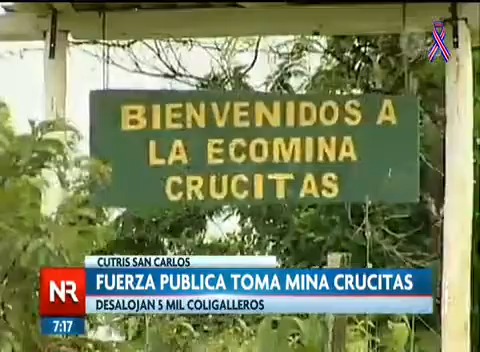 BIENVENIDOS A
LA ECOMINA
CRUCITAS
CUTRIS SAN CARLOS
FUERZA PUBLICA TOMA MINA CRUCITAS
NR
DESALOJAN 5 MIL COLIGALLEROS
7:17